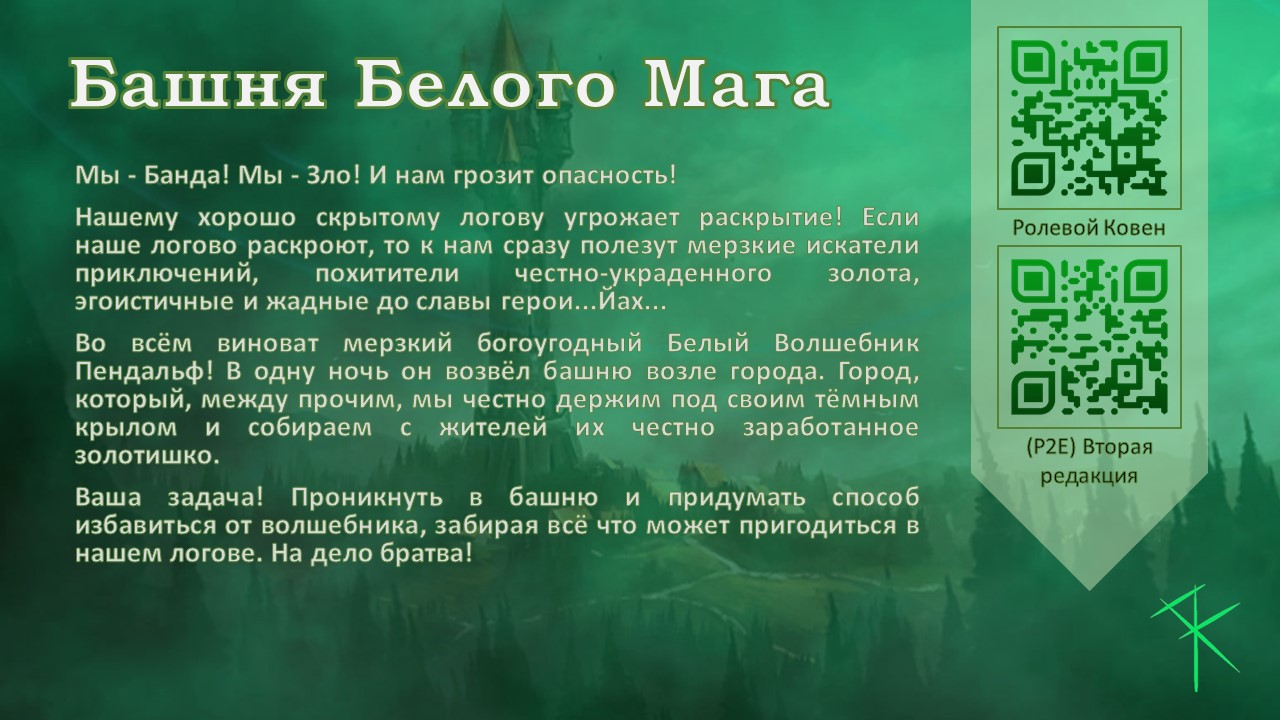 Башня Белого Мага
Мы - Банда! Мы - Зло! И нам грозит опасность!
Нашему хорошо скрытому логову угрожает раскрытие! Если
наше логово раскроют, то к нам сразу полезут мерзкие искатели
приключений, похитители честно-украденного золота,
эгоистичные и жадные до славы герои...Йах...
Во всём виноват мерзкий богоугодный Белый Волшебник
Пендальф! В одну ночь он возвёл башню возле города. Город,
который, между прочим, мы честно держим под своим тёмным
крылом и собираем с жителей их честно заработанное
золотишко.
Ваша задача! Проникнуть в башню и придумать способ
избавиться от волшебника, забирая всё что может пригодиться в
нашем логове. На дело братва!
Ролевой Ковен
(P2E) Вторая
редакция